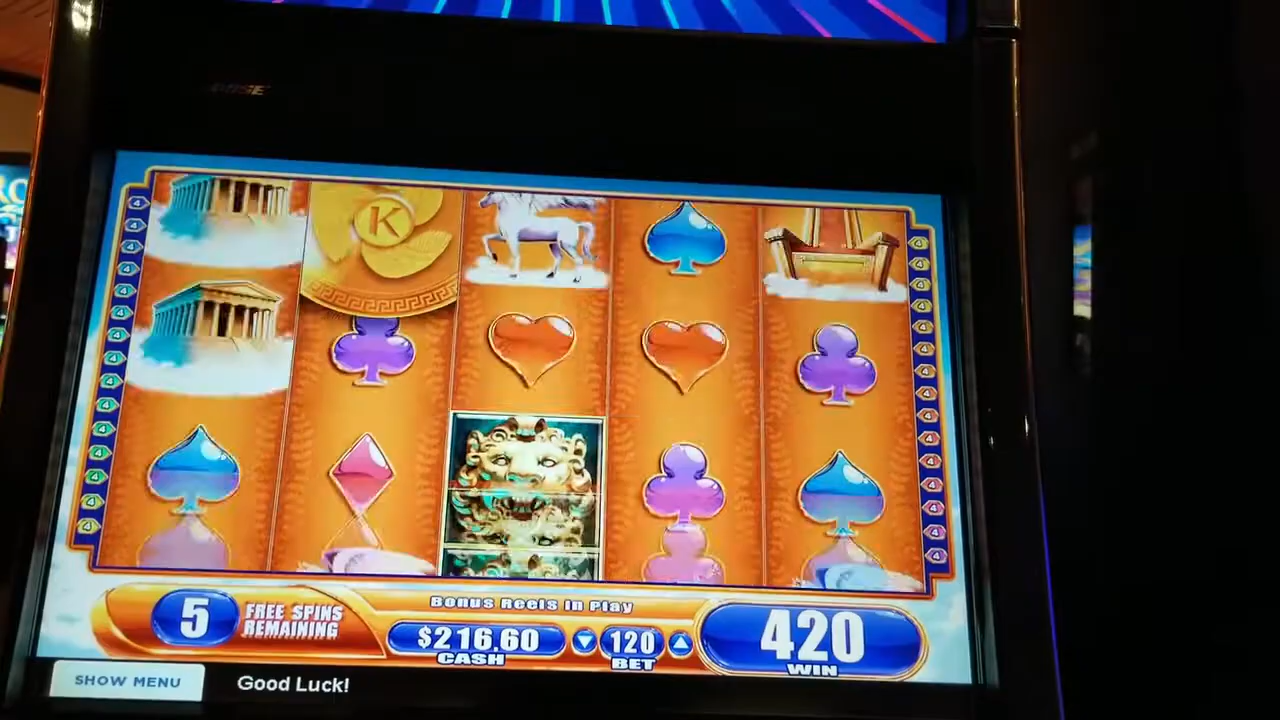 BOSE
K
5
FREE SPINS
REMAINING
Bonus Reels in Play
$216.60
CASH
120
BET
420
WIN
SHOW MENU
Good Luck!